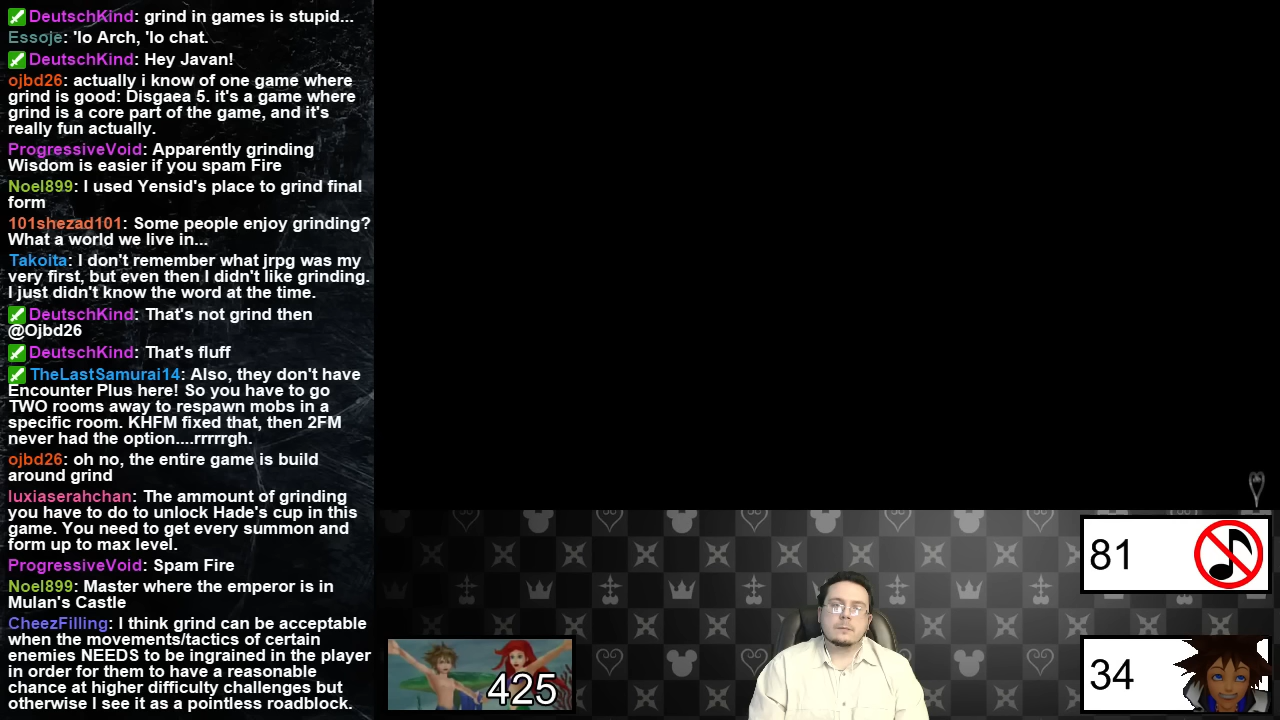 DeutschKind: grind in games is stupid...
Essoje: 'lo Arch, 'lo chat.
DeutschKind: Hey Javan!
ojbd26: actually i know of one game where
grind is good: Disgaea 5. it's a game where
grind is a core part of the game, and it's
really fun actually.
ProgressiveVoid: Apparently grinding
Wisdom is easier if you spam Fire
Noel899: I used Yensid's place to grind final
form
101shezad101: Some people enjoy grinding?
What a world we live in...
Takoita: I don't remember what jrpg was my
very first, but even then I didn't like grinding.
I just didn't know the word at the time.
DeutschKind: That's not grind then
@Ojbd26
DeutschKind: That's fluff
TheLastSamurai14: Also, they don't have
Encounter Plus here! So you have to go
TWO rooms away to respawn mobs in a
specific room. KHFM fixed that, then 2FM
never had the option....rrrrrgh.
ojbd26: oh no, the entire game is build
around grind
luxiaserahchan: The ammount of grinding
you have to do to unlock Hade's cup in this
game. You need to get every summon and
form up to max level.
ProgressiveVoid: Spam Fire
Noel899: Master where the emperor is in
Mulan's Castle
CheezFilling: I think grind can be acceptable
when the movements/tactics of certain
enemies NEEDS to be ingrained in the player
in order for them to have a reasonable
chance at higher difficulty challenges but
otherwise I see it as a pointless roadblock.
81
425
34